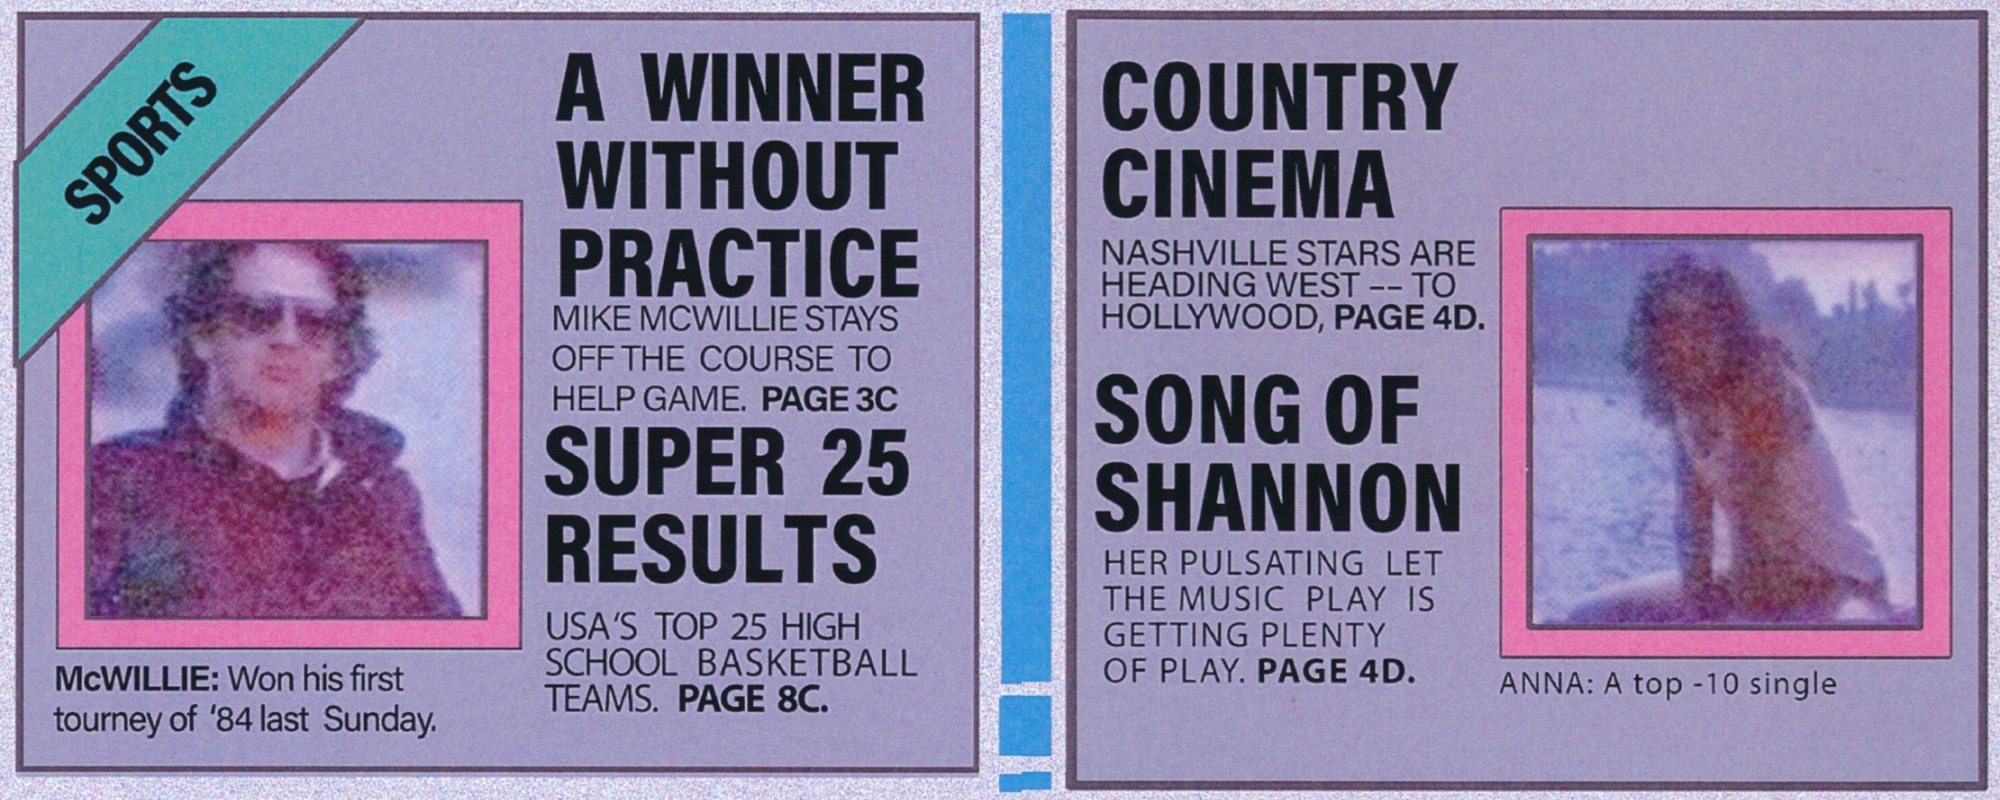 SPORTS
A WINNER
WITHOUT
PRACTICE
MIKE MCWILLIE STAYS
OFF THE COURSE TO
HELP GAME. PAGE 3C
SUPER 25
RESULTS
USA'S TOP 25 HIGH
SCHOOL BASKETBALL
TEAMS. PAGE 8C.
McWILLIE: Won his first
tourney of '84 last Sunday.
COUNTRY
CINEMA
NASHVILLE STARS ARE
HEADING WEST -- TO
HOLLYWOOD, PAGE 4D.
SONG OF
SHANNON
HER PULSATING LET
THE MUSIC PLAY IS
GETTING PLENTY
OF PLAY. PAGE 4D.
ANNA: A top -10 single